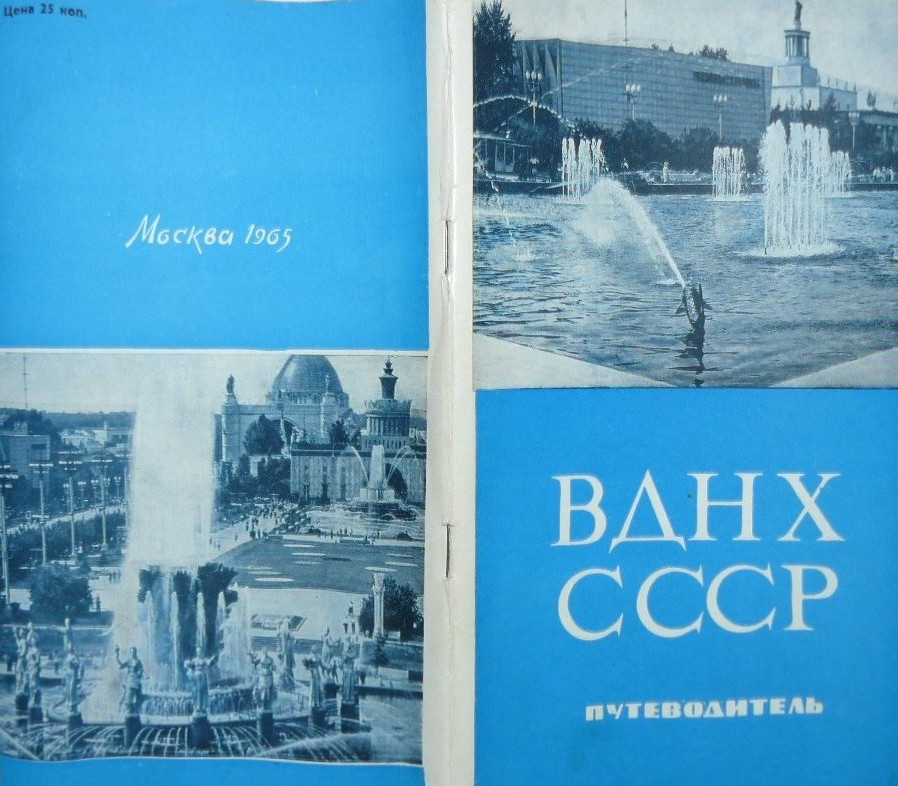 Цена 25 коп.
Москва 1965
ВДНХ
СССР
ПУТЕВОДИТЕЛЬ